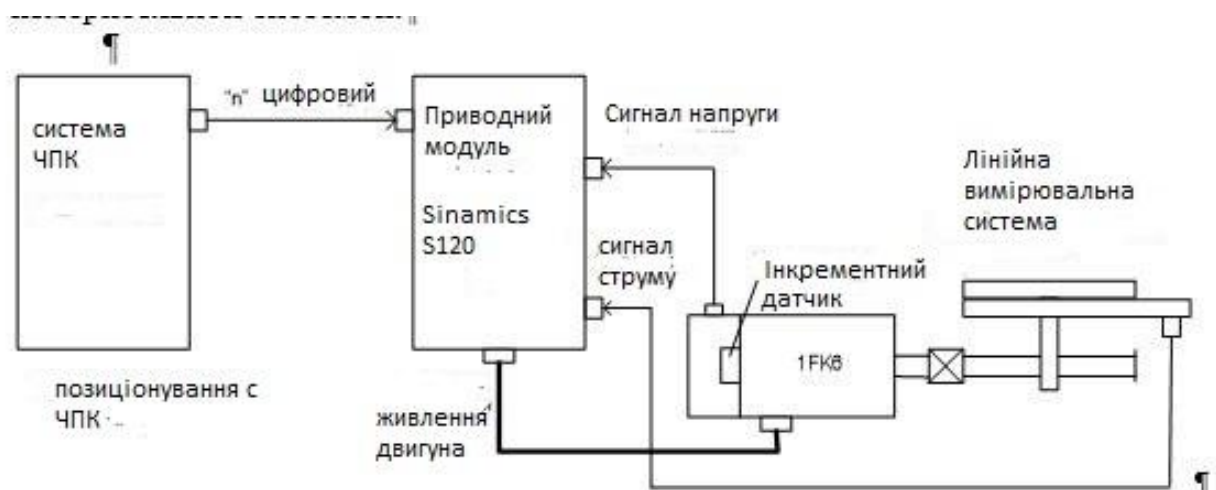 ¶
система
ЧПК
"n" цифровий
Приводний
модуль
Sinamics
S120
Сигнал напруги
сигнал
струму
Інкрементний
датчик
Лінійна
вимірювальна
система
1FK6
позиціонування с
ЧПК
живлення
двигуна
¶